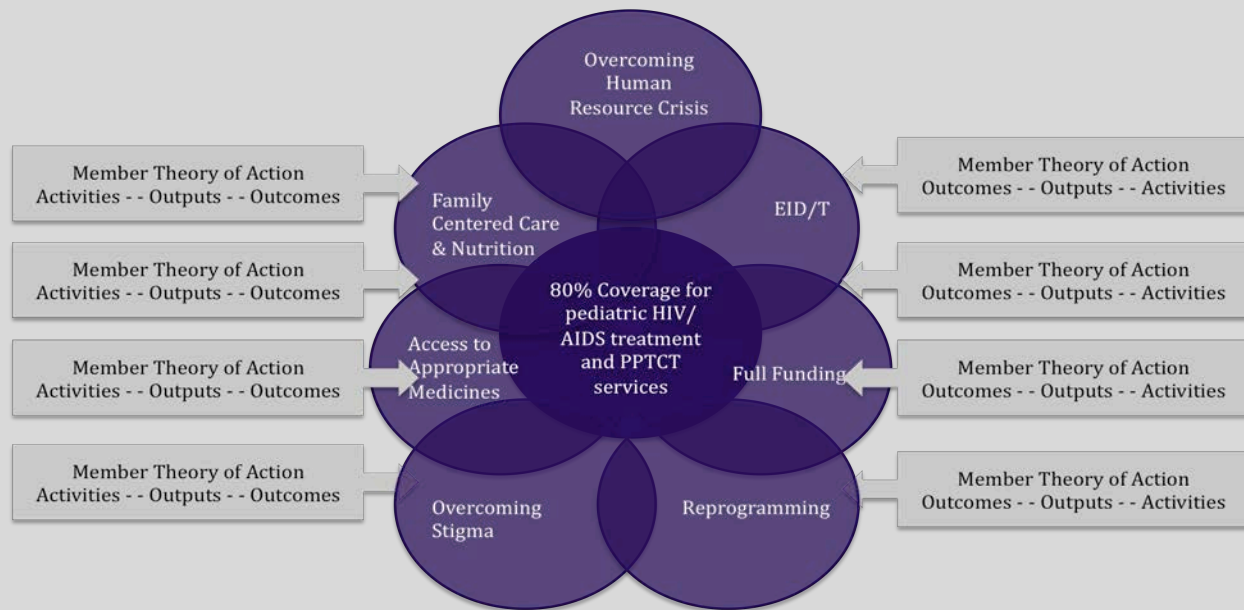 Overcoming
Human
Resource Crisis
Member Theory of Action
Activities - - Outputs - - Outcomes
Member Theory of Action
Outcomes - - Outputs - - Activities
Family
Centered Care
& Nutrition
EID/T
Member Theory of Action
Activities - - Outputs - - Outcomes
Member Theory of Action
Outcomes - - Outputs - - Activities
80% Coverage for
pediatric HIV/
AIDS treatment
and PPTCT
services
Access to
Appropriate
Medicines
Full Funding
Member Theory of Action
Activities - - Outputs - - Outcomes
Member Theory of Action
Outcomes - - Outputs - - Activities
Member Theory of Action
Activities - - Outputs - - Outcomes
Member Theory of Action
Outcomes - - Outputs - - Activities
Overcoming
Stigma
Reprogramming